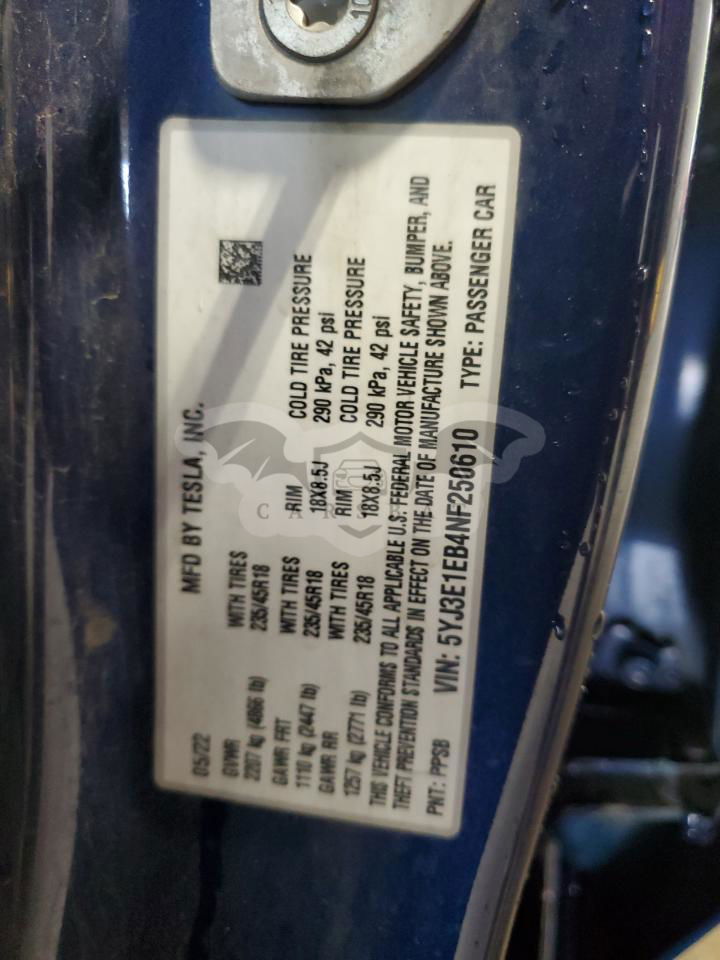 10
MFD BY TESLA, INC.
05/22
GVWR WITH TIRES RIM COLD TIRE PRESSURE
2207 kg (4866 lb) 235/45R18 18X8.5J 290 kPa, 42 psi
GAWR FRT WITH TIRES RIM COLD TIRE PRESSURE
1110 kg (2447 lb) 235/45R18 18X8.5J 290 kPa, 42 psi
GAWR RR WITH TIRES
1257 kg (2771 lb) 235/45R18
THIS VEHICLE CONFORMS TO ALL APPLICABLE U.S. FEDERAL MOTOR VEHICLE SAFETY, BUMPER, AND
THEFT PREVENTION STANDARDS IN EFFECT ON THE DATE OF MANUFACTURE SHOWN ABOVE.
PNT: PPSB VIN: 5YJ3E1EB4NF250610 TYPE: PASSENGER CAR